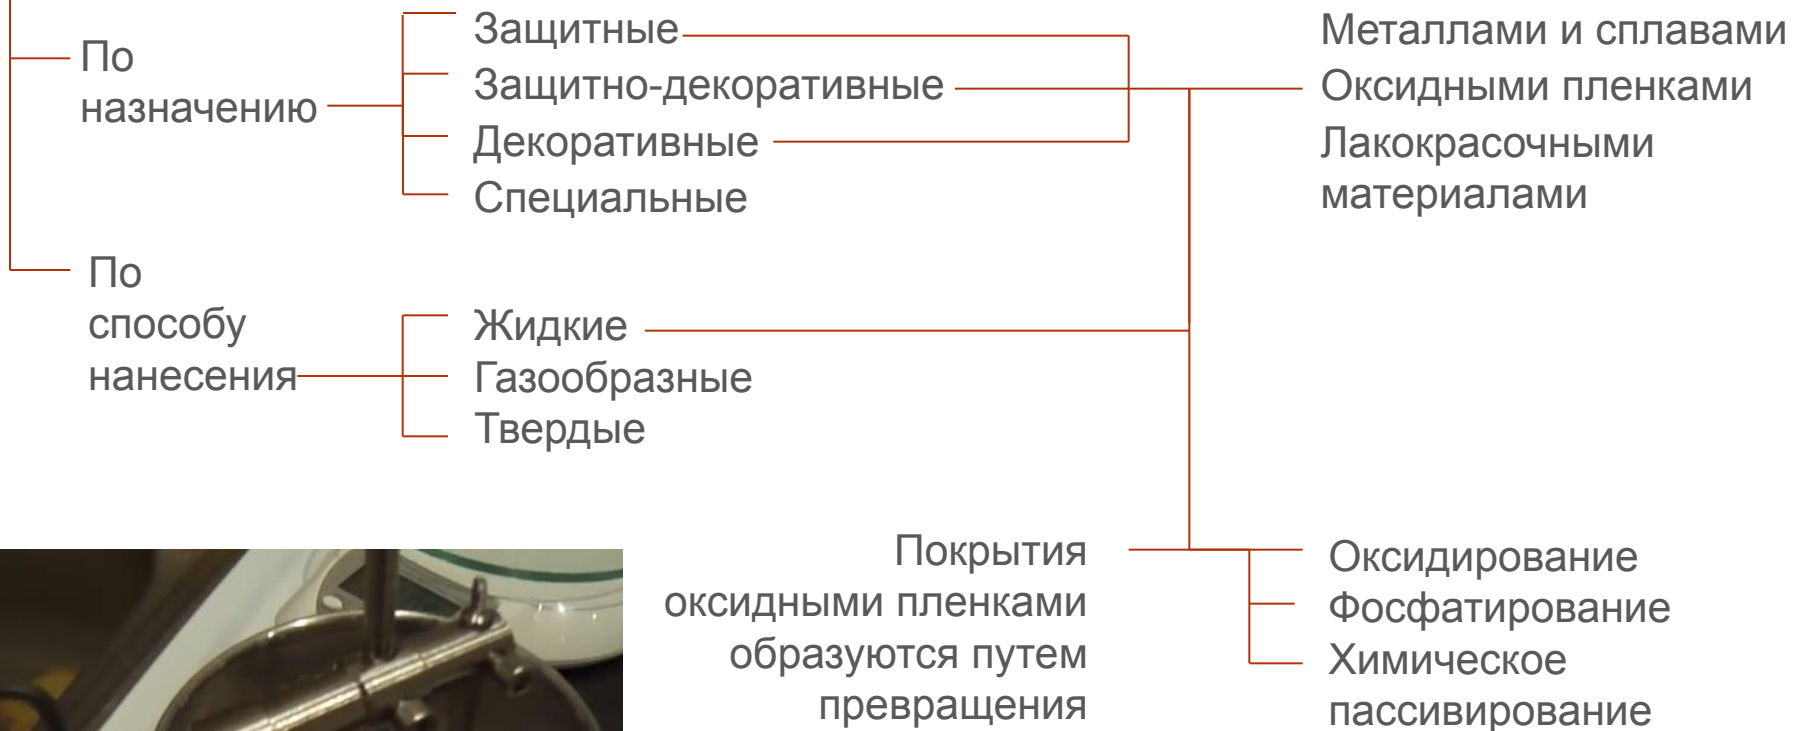 По
назначению
Защитные
Защитно-декоративные
Декоративные
Специальные
Металлами и сплавами
Оксидными пленками
Лакокрасочными
материалами
По
способу
нанесения
Жидкие
Газообразные
Твердые
Покрытия
оксидными пленками
образуются путем
превращения
Оксидирование
Фосфатирование
Химическое
пассивирование